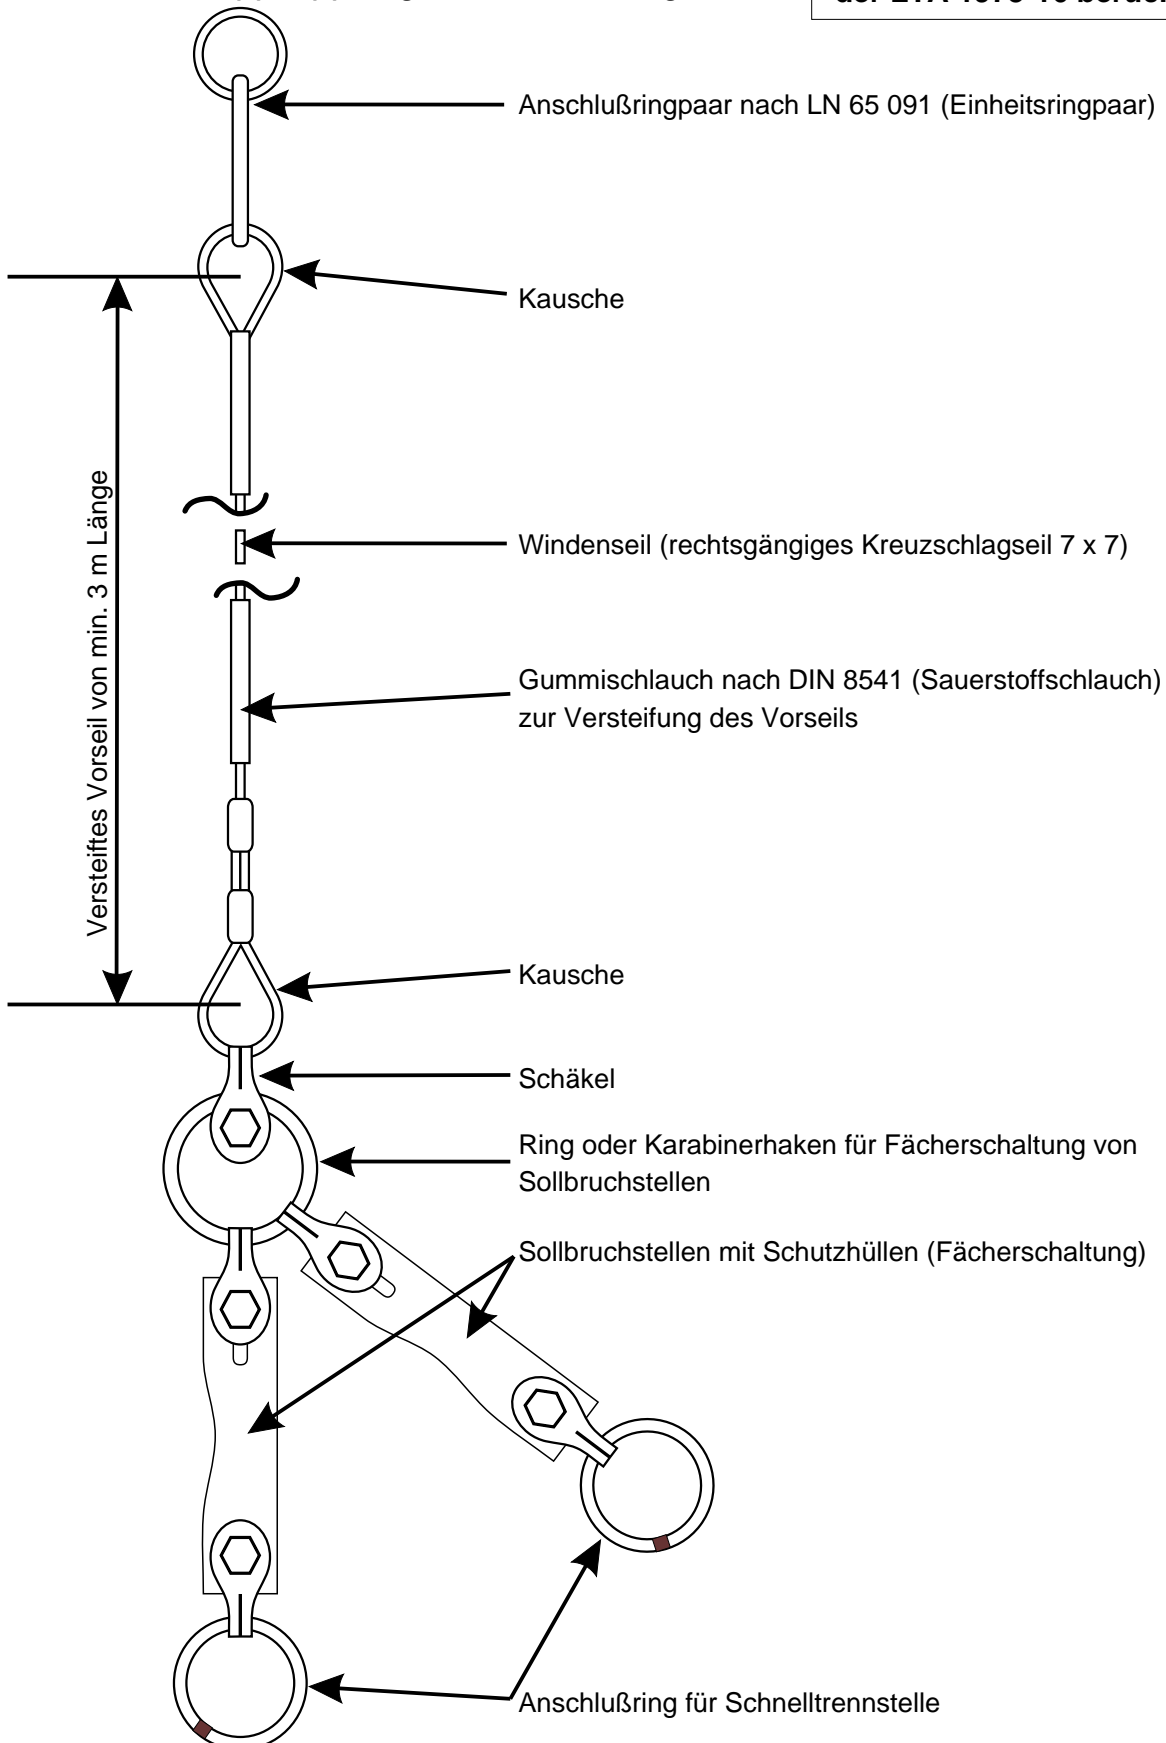 Anschlußringpaar nach LN 65 091 (Einheitsringpaar)
Kausche
Versteiftes Vorseil von min. 3 m Länge
Windenseil (rechtsgängiges Kreuzschlagseil 7 x 7)
Gummischlauch nach DIN 8541 (Sauerstoffschlauch)
zur Versteifung des Vorseils
Kausche
Schäkel
Ring oder Karabinerhaken für Fächerschaltung von
Sollbruchstellen
Sollbruchstellen mit Schutzhüllen (Fächerschaltung)
Anschlußring für Schnelltrennstelle